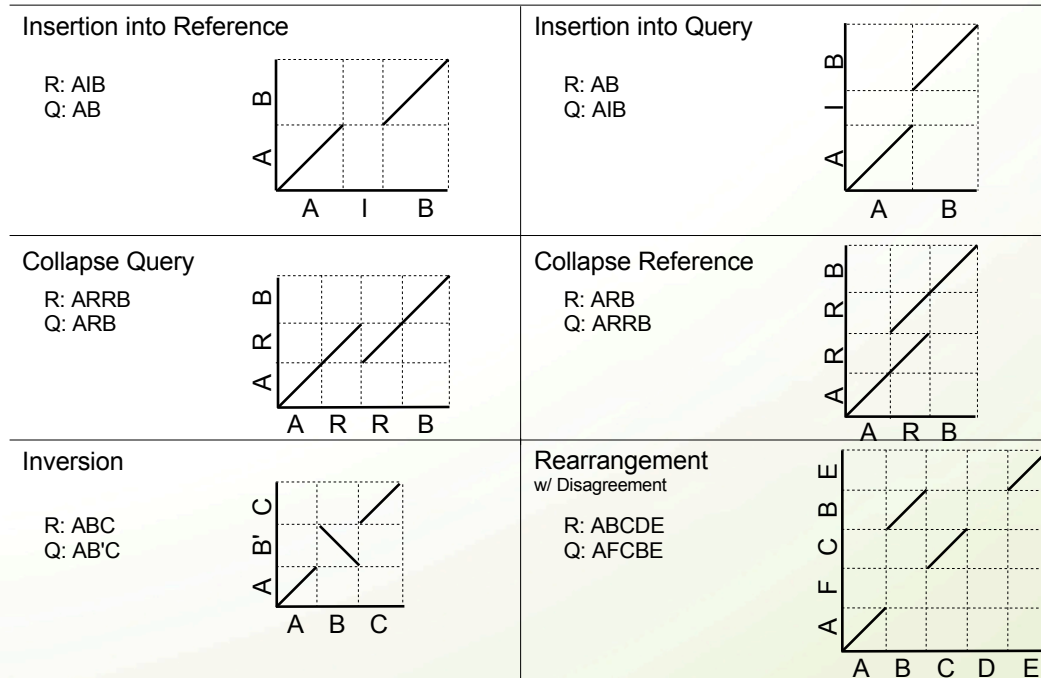 Insertion into Reference
R: AIB
Q: AB
B
A
A I B
Insertion into Query
R: AB
Q: AIB
B
I
A
A B
Collapse Query
R: ARRB
Q: ARB
B
R
A
A R R B
Collapse Reference
R: ARB
Q: ARRB
B
R
R
A
A R B
Inversion
R: ABC
Q: AB'C
C
B'
A
A B C
Rearrangement
w/ Disagreement
R: ABCDE
Q: AFCBE
E
B
C
F
A
A B C D E